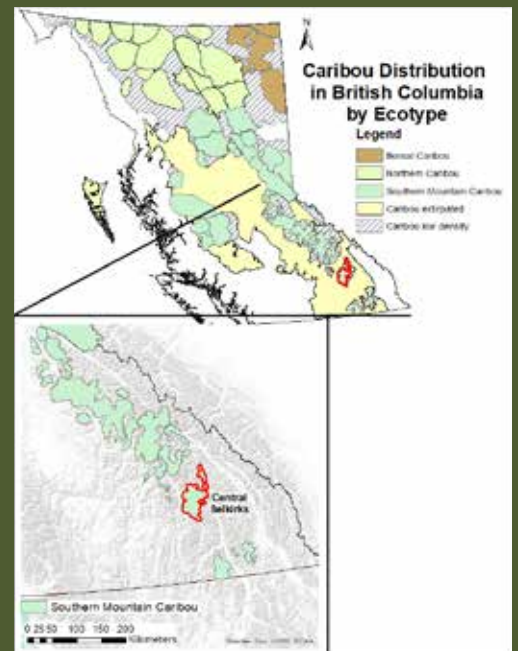 N
Caribou Distribution
in British Columbia
by Ecotype
Legend
Boreal Caribou
Northern Caribou
Southern Mountain Caribou
Caribou extirpated
Caribou low density
Central
Selkirks
Southern Mountain Caribou
0 25 50 100 150 200
Kilometers